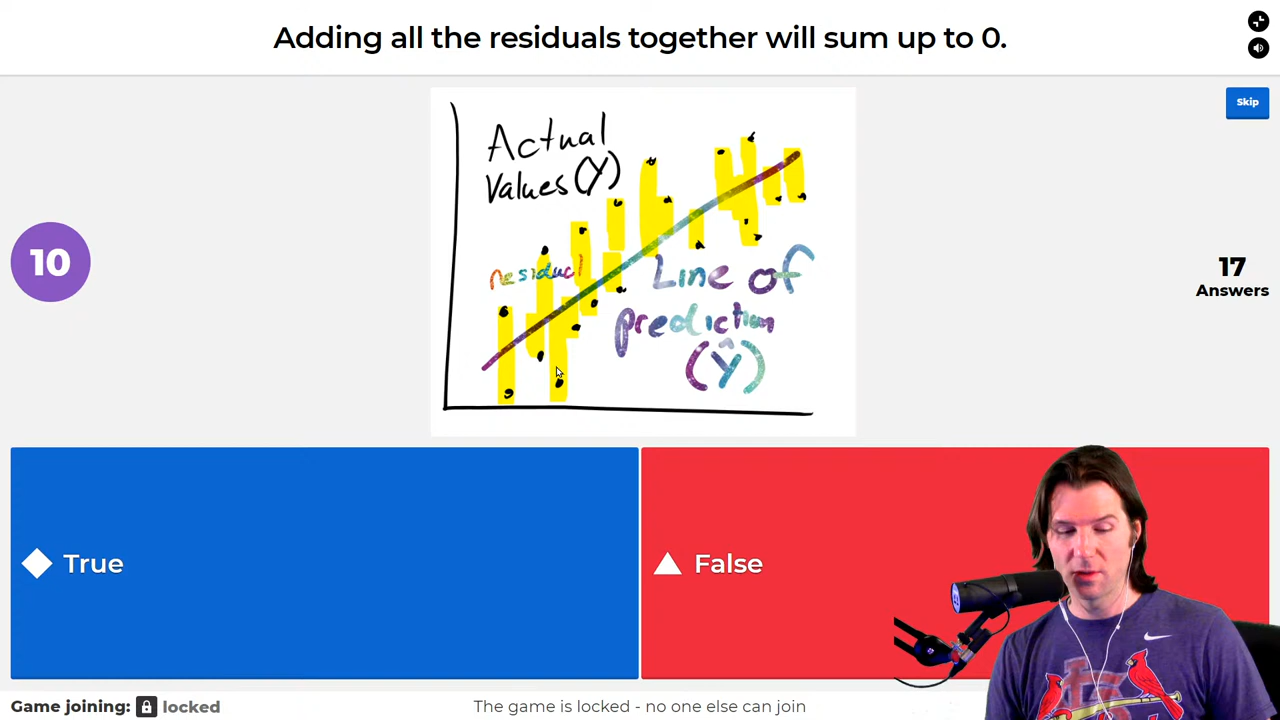 Adding all the residuals together will sum up to 0.
Skip
Actual
Values (Y)
10
residual
Line of
prediction
(Ŷ)
17
Answers
True
False
Game joining: locked
The game is locked - no one else can join